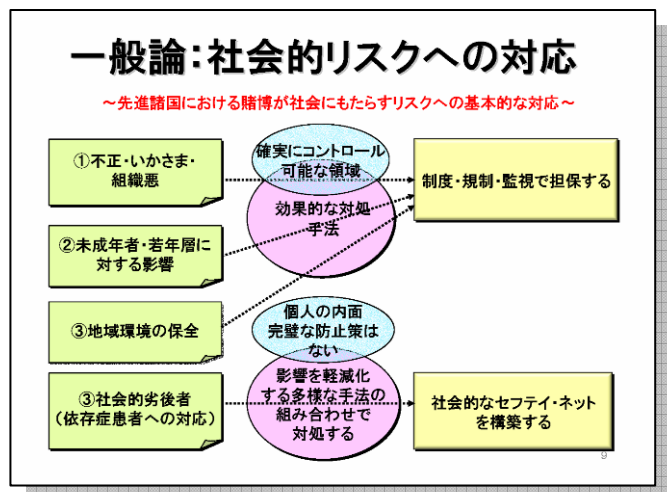 一般論：社会的リスクへの対応
～先進諸国における賭博が社会にもたらすリスクへの基本的な対応～
①不正・いかさま・
組織悪
確実にコントロール
可能な領域
効果的な対処
手法
制度・規制・監視で担保する
②未成年者・若年層に
対する影響
③地域環境の保全
個人の内面
完璧な防止策は
ない
③社会的劣後者
（依存症患者への対応）
影響を軽減化
する多様な手法の
組み合わせで
対処する
社会的なセフテイ・ネット
を構築する
9